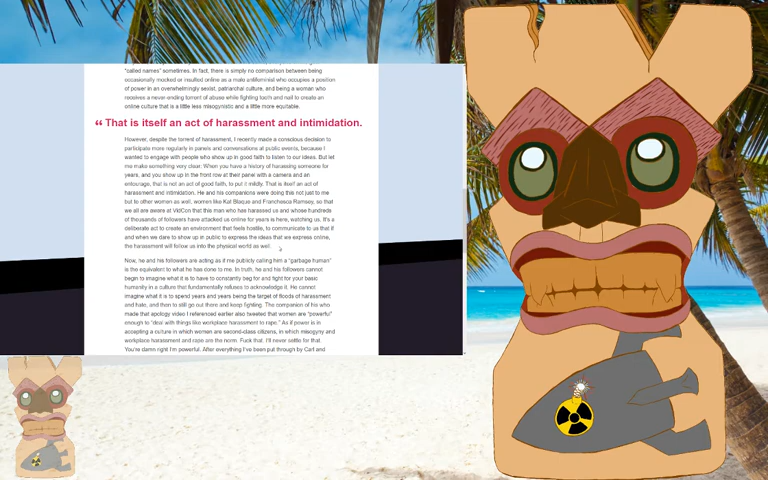 "called names" sometimes. In fact, there is simply no comparison between being
occasionally mocked or insulted online as a male antifeminist who occupies a position
of power in an overwhelmingly sexist, patriarchal culture, and being a woman who
receives a never-ending torrent of abuse while fighting tooth and nail to create an
online culture that is a little less misogynistic and a little more equitable.
“ That is itself an act of harassment and intimidation.
However, despite the torrent of harassment, I recently made a conscious decision to
participate more regularly in panels and conversations at public events, because I
wanted to engage with people who show up in good faith to listen to our ideas. But let
me make something very clear: When you have a history of harassing someone for
years, and you show up in the front row at their panel with a camera and an
entourage, that is not an act of good faith, to put it mildly. That is itself an act of
harassment and intimidation. He and his companions were doing this not just to me
but to other women as well, women like Kat Blaque and Franchesca Ramsey, so that
we all are aware at VidCon that this man who has harassed us and whose hundreds
of thousands of followers have attacked us online for years is here, watching us. It's a
deliberate act to create an environment that feels hostile, to communicate to us that if
and when we dare to show up in public to express the ideas that we express online,
the harassment will follow us into the physical world as well.
Now, he and his followers are acting as if me publicly calling him a "garbage human"
is the equivalent to what he has done to me. In truth, he and his followers cannot
begin to imagine what it is to have to constantly beg for and fight for your basic
humanity in a culture that fundamentally refuses to acknowledge it. He cannot
imagine what it is to spend years and years being the target of floods of harassment
and hate, and then to still go out there and keep fighting. The companion of his who
made that apology video I referenced earlier also tweeted that women are "powerful"
enough to "deal with things like workplace harassment to rape." As if power is in
accepting a culture in which women are second-class citizens, in which misogyny and
workplace harassment and rape are the norm. Fuck that. I'll never settle for that.
You're damn right I'm powerful. After everything I've been put through by Carl and